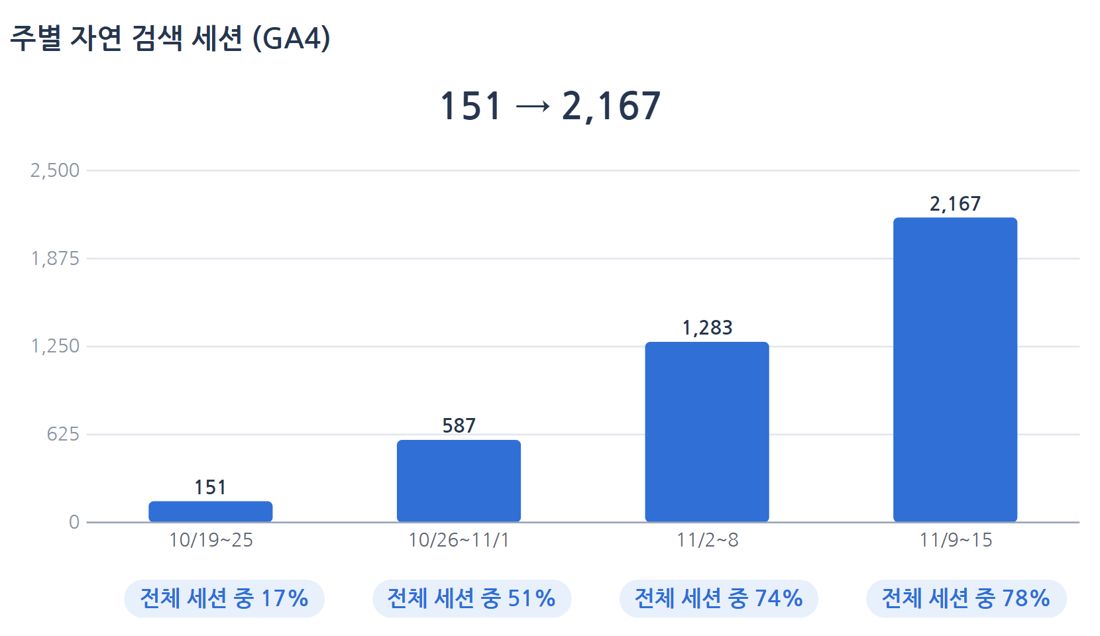 주별 자연 검색 세션 (GA4)
151 → 2,167
2,500
1,875
1,250
625
0
151
587
1,283
2,167
10/19~25
10/26~11/1
11/2~8
11/9~15
전체 세션 중 17%
전체 세션 중 51%
전체 세션 중 74%
전체 세션 중 78%